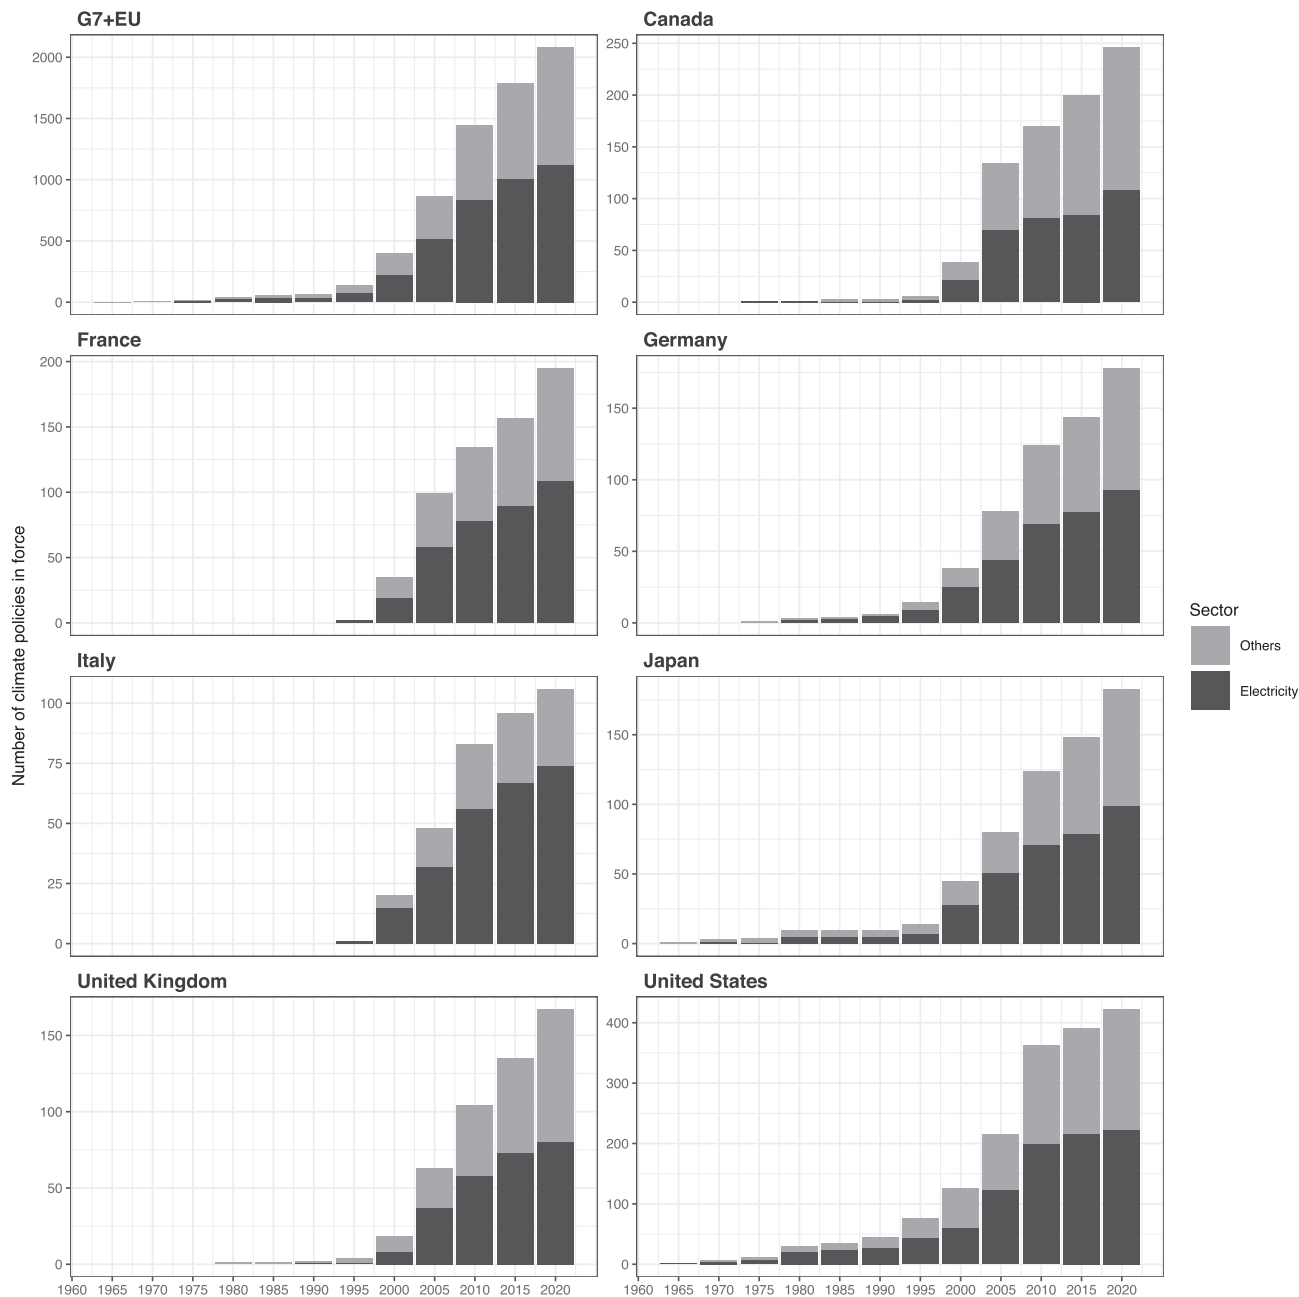 G7+EU
Canada
2000
1500
1000
500
0
250
200
150
100
50
0
France
Germany
200
150
100
50
0
150
100
50
0
Number of climate policies in force
Sector
Others
Electricity
Italy
Japan
100
75
50
25
0
150
100
50
0
United Kingdom
United States
150
100
50
0
400
300
200
100
0
1960 1965 1970 1975 1980 1985 1990 1995 2000 2005 2010 2015 2020
1960 1965 1970 1975 1980 1985 1990 1995 2000 2005 2010 2015 2020